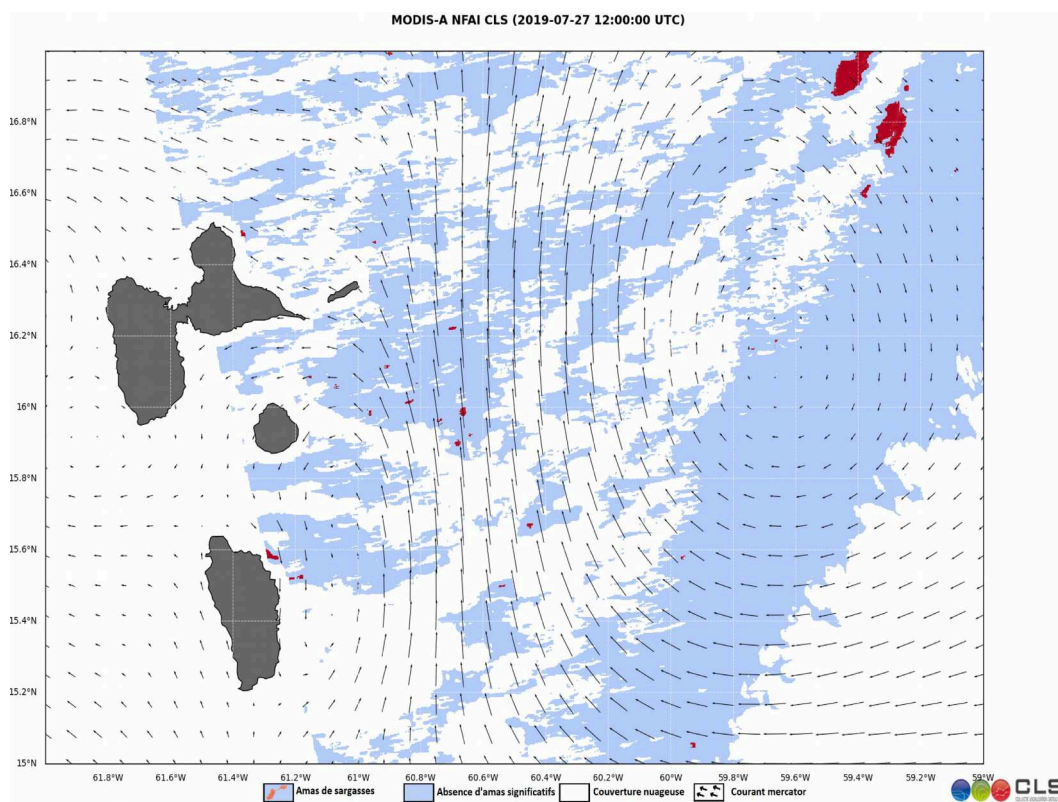 MODIS-A NFAI CLS (2019-07-27 12:00:00 UTC)
16.8°N
16.6°N
16.4°N
16.2°N
16°N
15.8°N
15.6°N
15.4°N
15.2°N
15°N
61.8°W 61.6°W 61.4°W 61.2°W 61°W 60.8°W 60.6°W 60.4°W 60.2°W 60°W 59.8°W 59.6°W 59.4°W 59.2°W 59°W
Amas de sargasses Absence d'amas significatifs Couverture nuageuse Courant mercator
CLS